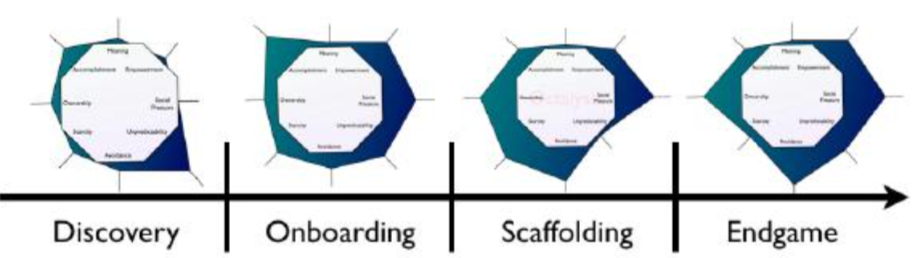 Meaning
Accomplishment Empowerment
Ownership Social
Pressure
Scarcity Unpredictability
Avoidance
Meaning
Accomplishment Empowerment
Ownership Social
Pressure
Scarcity Unpredictability
Avoidance
Meaning
Accomplishment Empowerment
Social
Pressure
Scarcity Unpredictability
Avoidance
Meaning
Accomplishment Empowerment
Ownership Social
Pressure
Scarcity Unpredictability
Avoidance
Discovery Onboarding Scaffolding Endgame